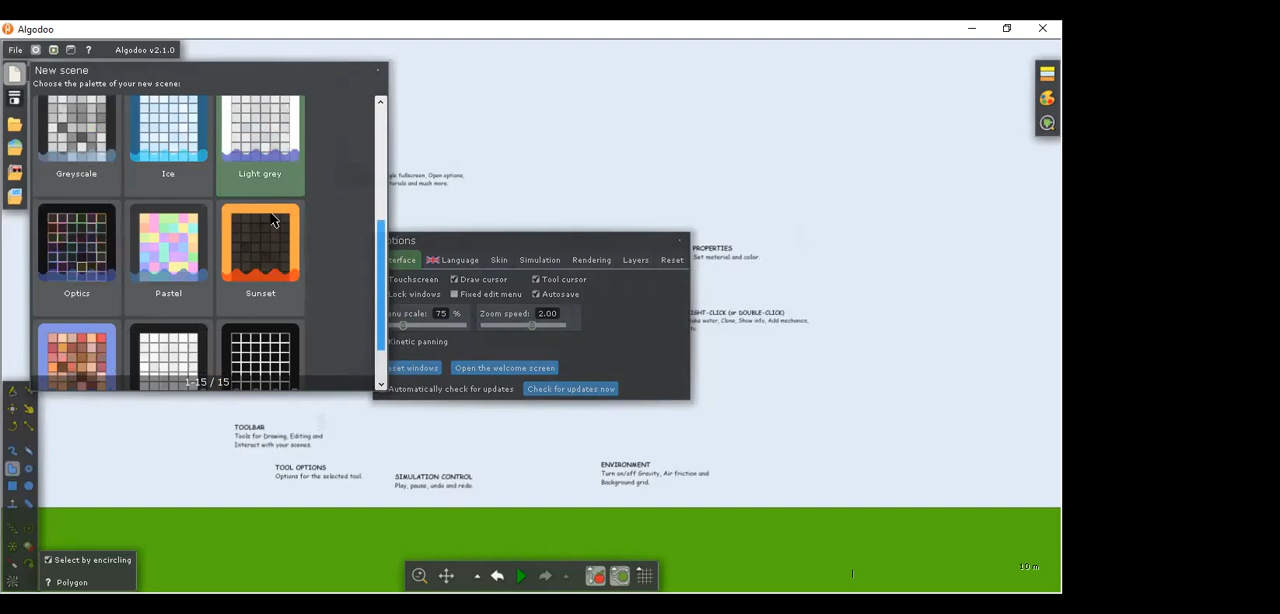 Algodoo
File ? Algodoo v2.1.0
New scene
Choose the palette of your new scene:
Greyscale Ice Light grey
Optics Pastel Sunset
1-15 / 15
gle fullscreen, Open options,
and much more.
PROPERTIES
Set material and color.
IGHT-CLICK (or DOUBLE-CLICK)
ke water, Clone, Show info, Add mechanics,
tions
terface Language Skin Simulation Rendering Layers Reset
Touchscreen Draw cursor Tool cursor
Lock windows Fixed edit menu Autosave
nu scale: 75 % Zoom speed: 2.00
Kinetic panning
set windows Open the welcome screen
Automatically check for updates Check for updates now
TOOLBAR
Tools for Drawing, Editing and
Interact with your scenes.
TOOL OPTIONS
Options for the selected tool.
SIMULATION CONTROL
Play, pause, undo and redo.
ENVIRONMENT
Turn on/off Gravity, Air friction and
Background grid.
Select by encircling
? Polygon
10 m